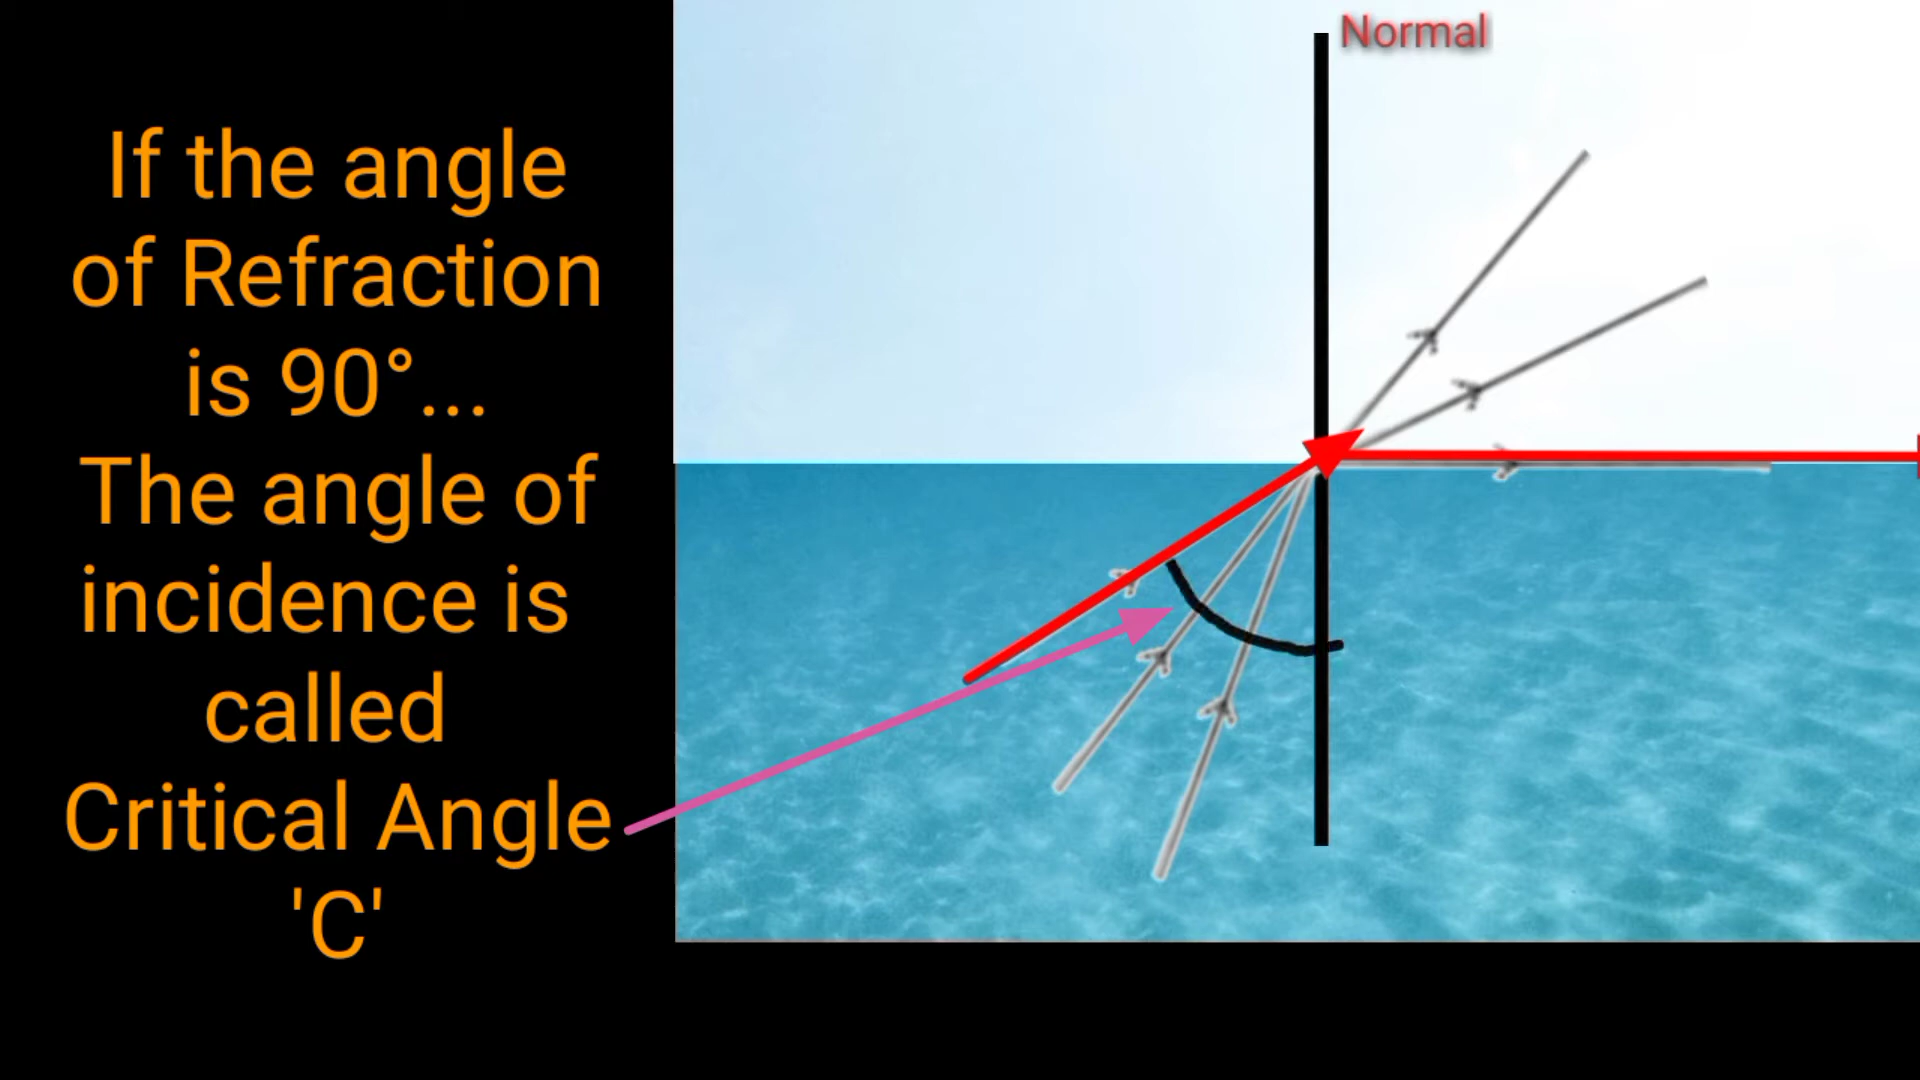 Normal
If the angle
of Refraction
is 90°...
The angle of
incidence is
called
Critical Angle
'C'